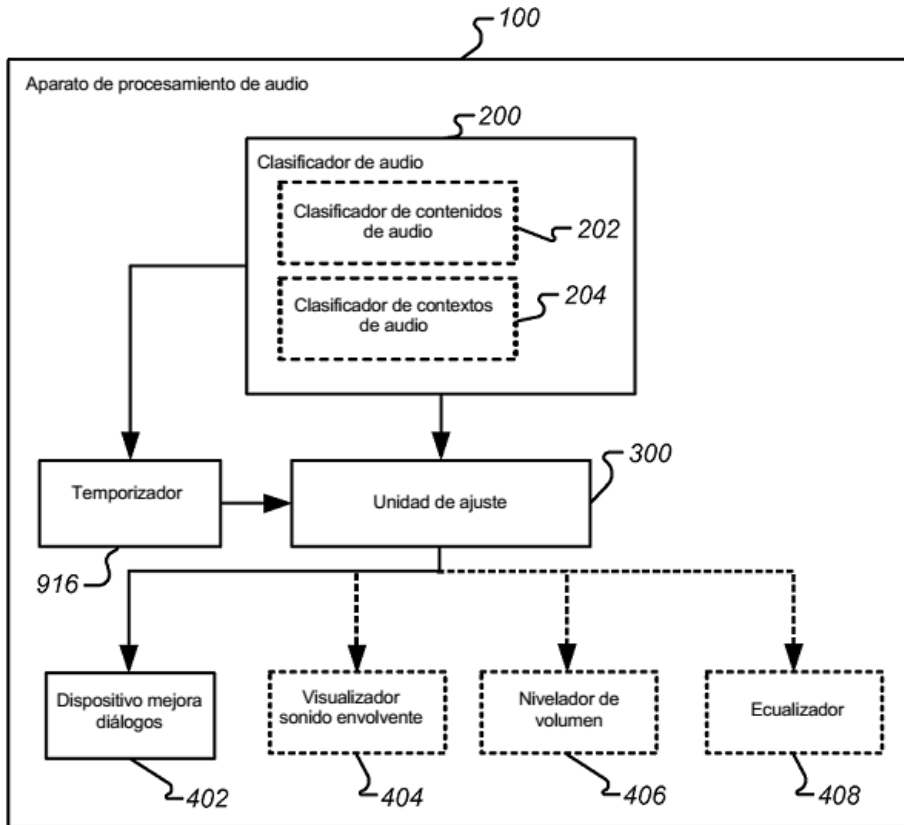 100
Aparato de procesamiento de audio
200
Clasificador de audio
Clasificador de contenidos
de audio
202
204
Clasificador de contextos
de audio
300
Temporizador
Unidad de ajuste
916
Dispositivo mejora
diálogos
Visualizador
sonido envolvente
Nivelador de
volumen
Ecualizador
402
404
406
408